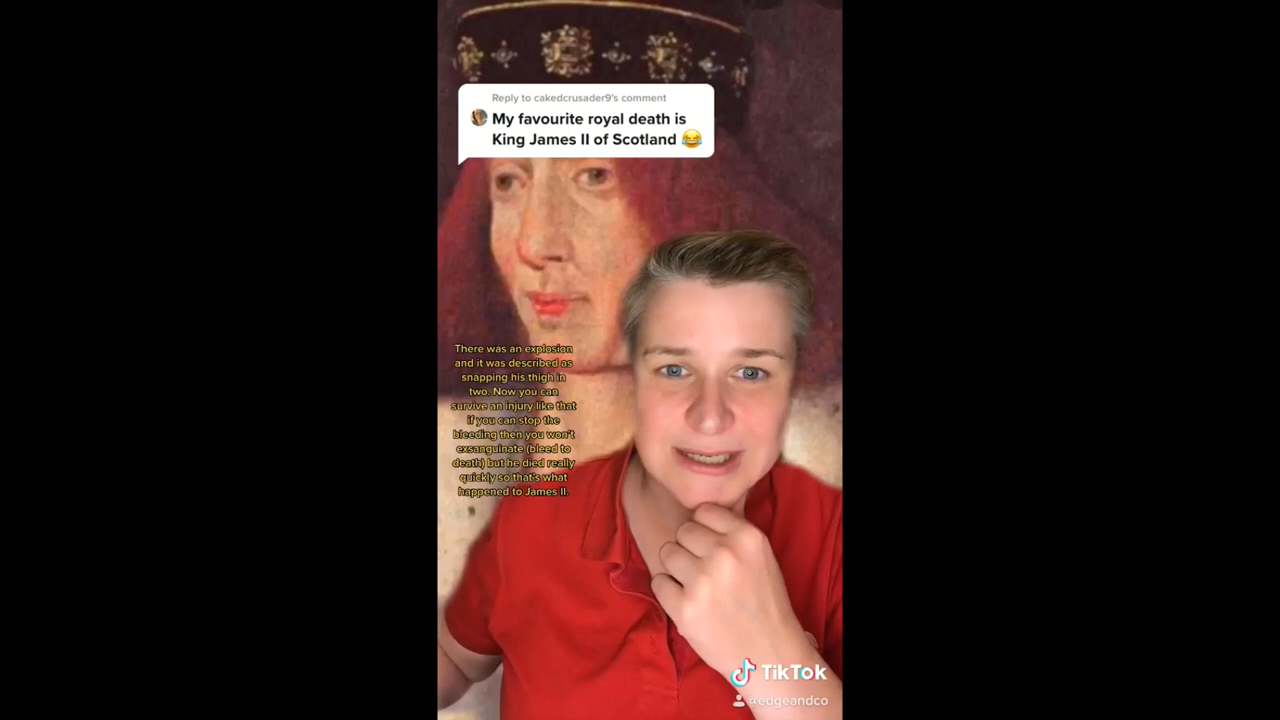 Reply to cakedcrusader9's comment
My favourite royal death is
King James II of Scotland 😂
There was an explosion
and it was described as
snapping his thigh in
two. Now you can
survive an injury like that
if you can stop the
bleeding then you won't
exsanguinate (bleed to
death) but he died really
quickly so that's what
happened to James II.
TikTok
@edgeandco